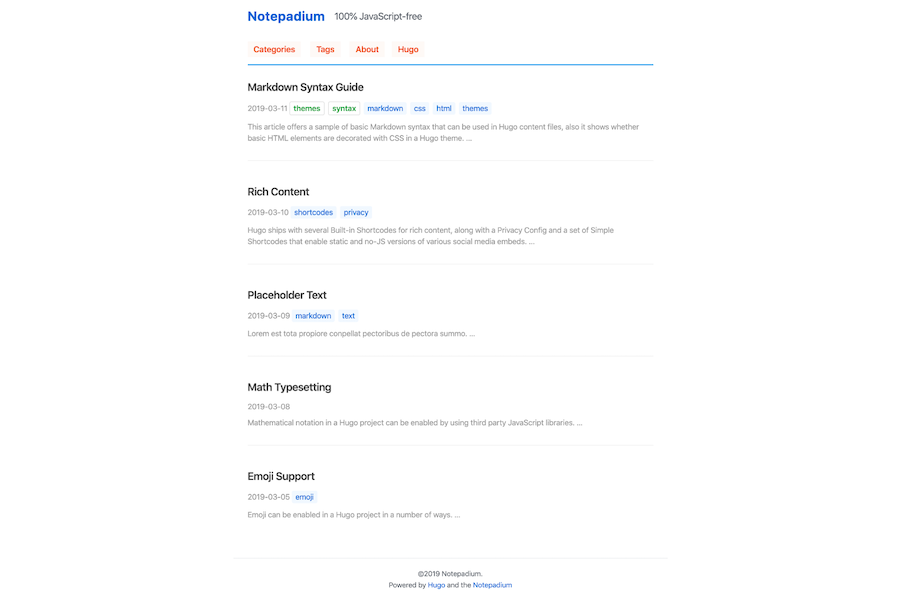 Notepadium 100% JavaScript-free
Categories Tags About Hugo
Markdown Syntax Guide
2019-03-11 themes syntax markdown css html themes
This article offers a sample of basic Markdown syntax that can be used in Hugo content files, also it shows whether
basic HTML elements are decorated with CSS in a Hugo theme. ...
Rich Content
2019-03-10 shortcodes privacy
Hugo ships with several Built-in Shortcodes for rich content, along with a Privacy Config and a set of Simple
Shortcodes that enable static and no-JS versions of various social media embeds. ...
Placeholder Text
2019-03-09 markdown text
Lorem est tota propiore conpellat pectoribus de pectora summo. ...
Math Typesetting
2019-03-08
Mathematical notation in a Hugo project can be enabled by using third party JavaScript libraries. ...
Emoji Support
2019-03-05 emoji
Emoji can be enabled in a Hugo project in a number of ways. ...
©2019 Notepadium.
Powered by Hugo and the Notepadium